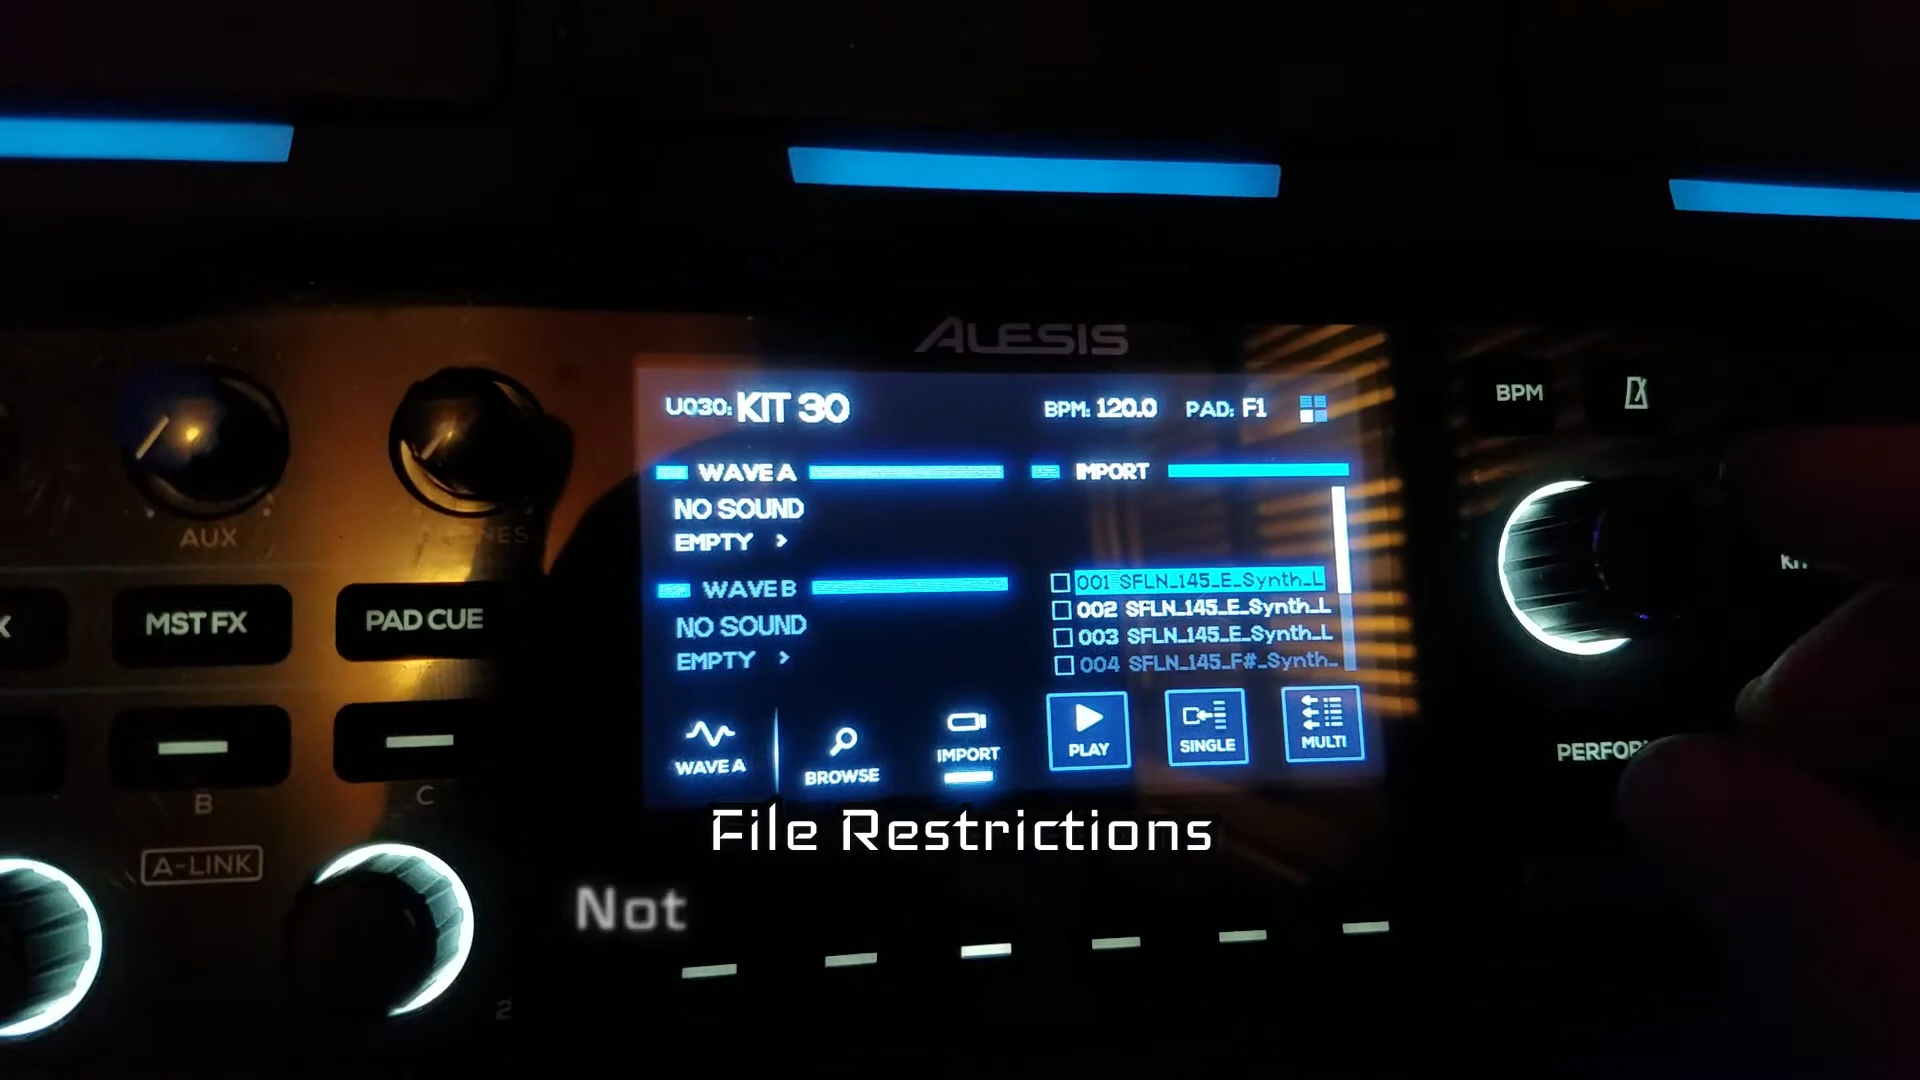 ALESIS
U030: KIT 30
BPM: 120.0
PAD: F1
WAVE A
NO SOUND
EMPTY >
WAVE B
NO SOUND
EMPTY >
IMPORT
001 SFLN_145_E_Synth_L
002 SFLN_145_E_Synth_L
003 SFLN_145_E_Synth_L
004 SFLN_145_F#_Synth_
WAVE A
BROWSE
IMPORT
PLAY
SINGLE
MULTI
AUX
NES
X
MST FX
PAD CUE
B
C
A-LINK
2
BPM
PERFOR
File Restrictions
Not